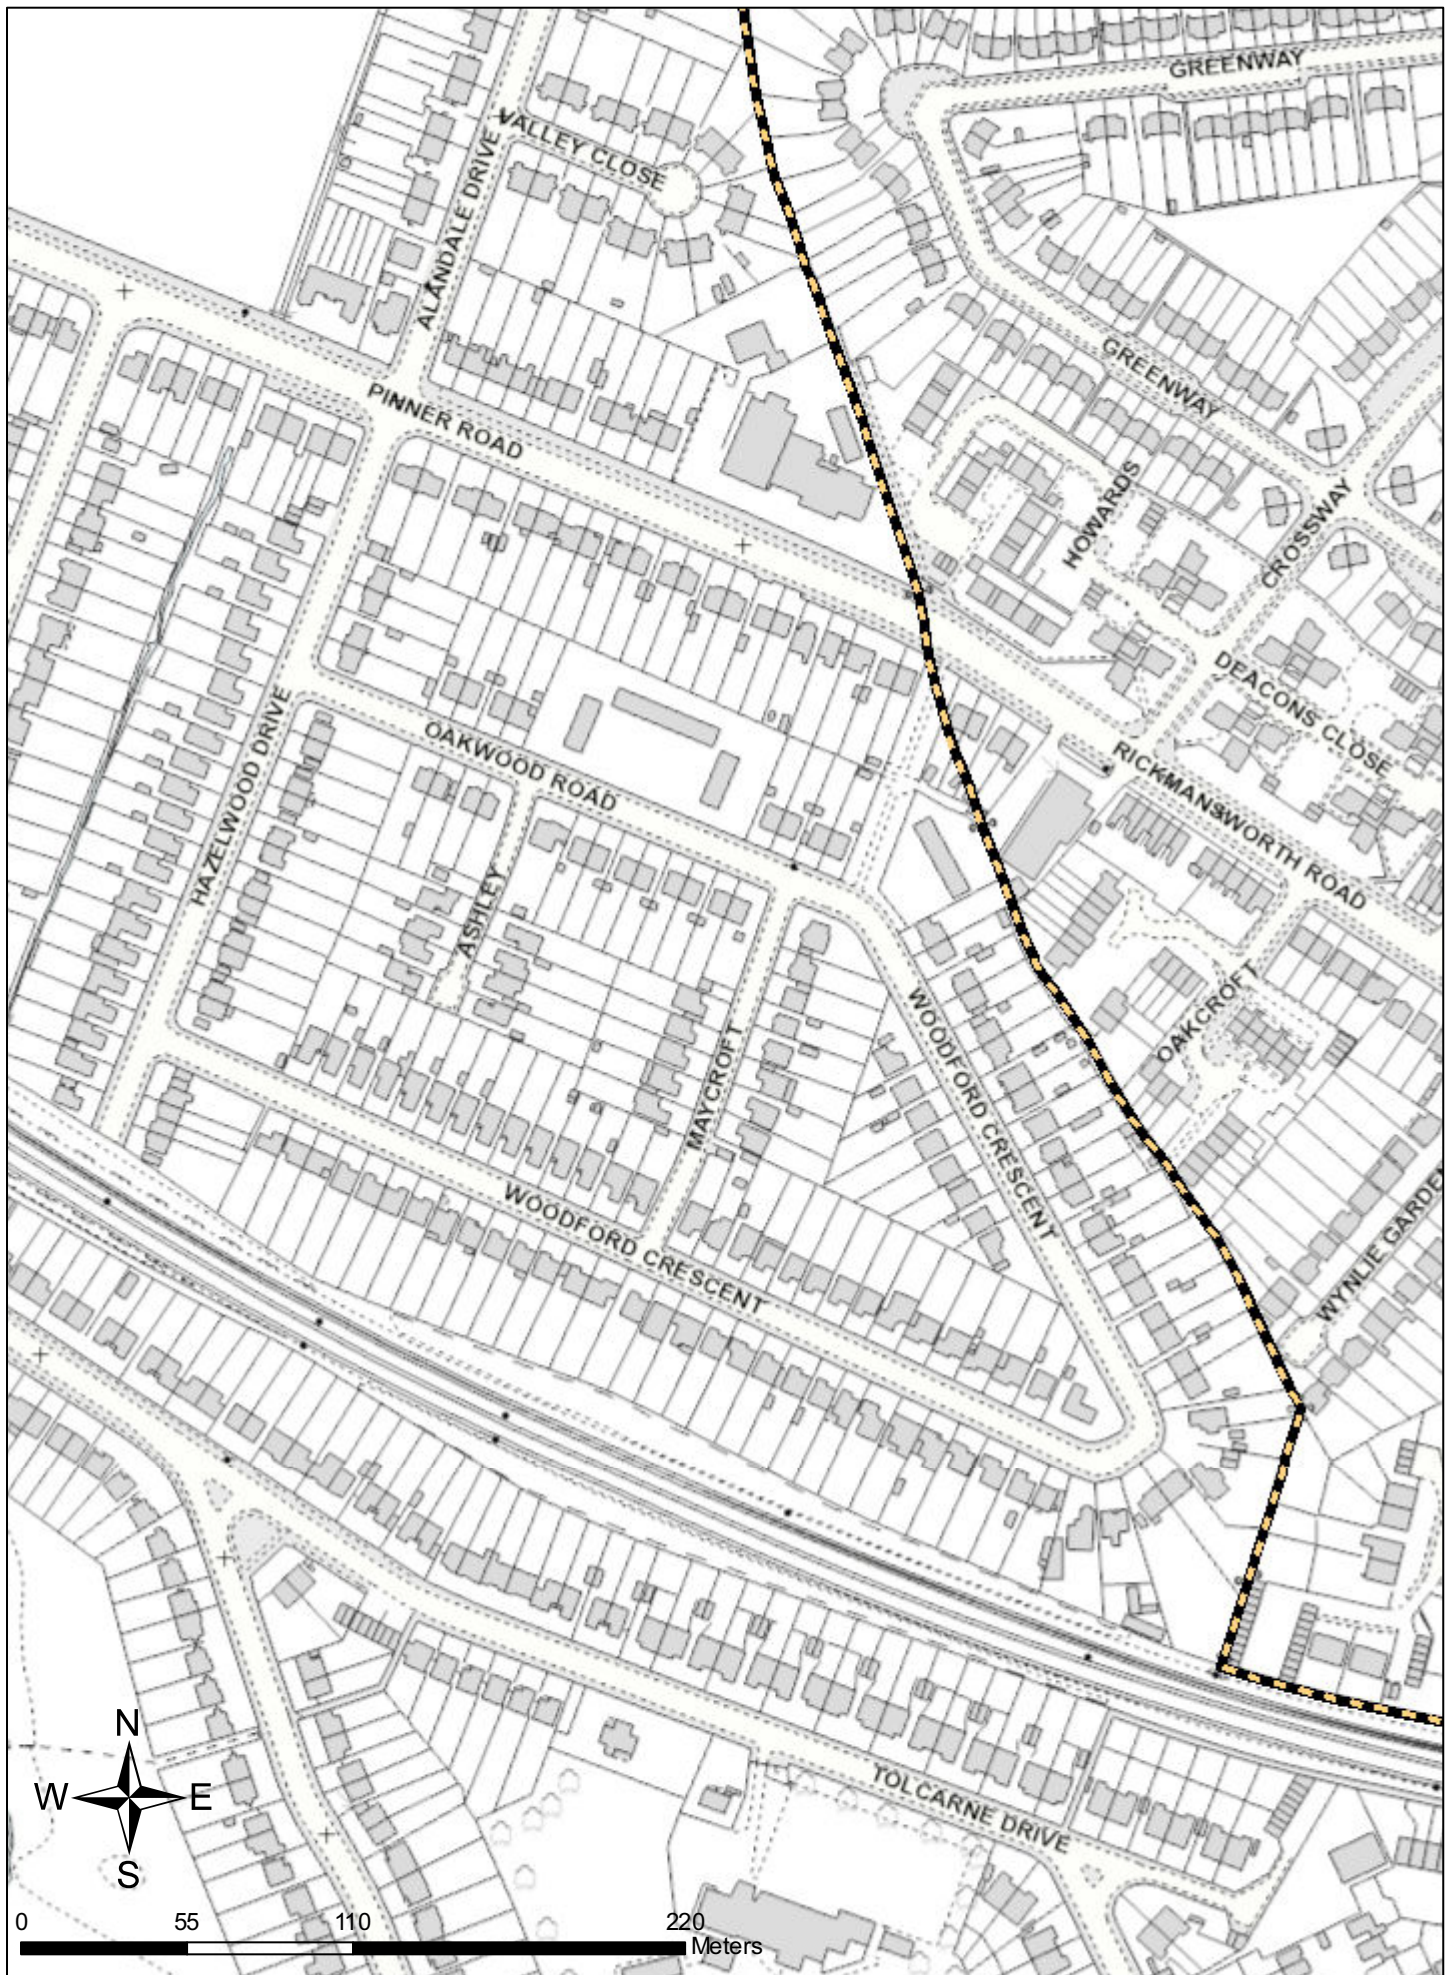 GREENWAY
VALLEY CLOSE
ALANDALE DRIVE
PINNER ROAD
GREENWAY
HOWARDS
CROSSWAY
DEACONS CLOSE
RICKMANSWORTH ROAD
OAKWOOD ROAD
HAZELWOOD DRIVE
ASHLEY
MAYCROFT
WOODFORD CRESCENT
OAKCROFT
WYNLIE GARDEN
WOODFORD CRESCENT
TOLCARNE DRIVE
N
W E
S
0 55 110 220
Meters